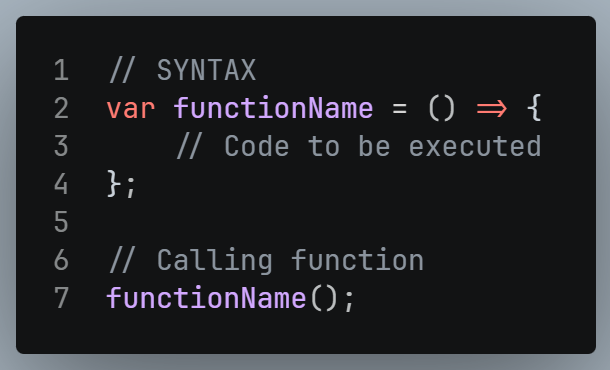 1 // SYNTAX
2 var functionName = () => {
3     // Code to be executed
4 };
5
6 // Calling function
7 functionName();